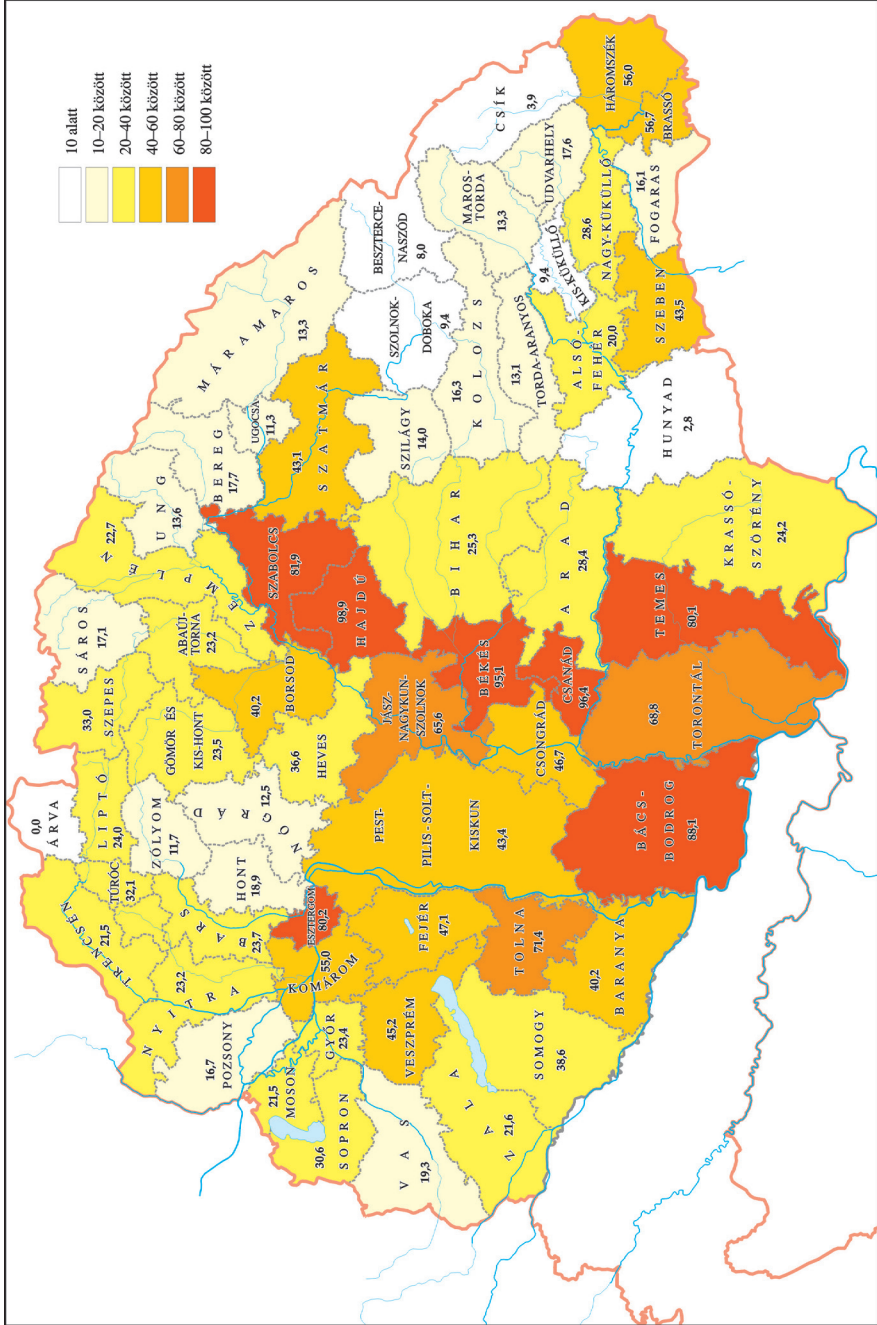 10 alatt
10–20 között
20–40 között
40–60 között
60–80 között
80–100 között
ÁRVA
0,0
TRENCSÉN
21,5
TÚRÓC
32,1
LIPTÓ
24,0
SZEPES
33,0
SÁROS
17,1
ZEMPLÉN
22,7
UNG
13,6
BEREG
17,7
UGOCSA
11,3
MÁRAMAROS
13,3
NYITRA
23,2
BARS
23,7
ZÓLYOM
11,7
HONT
18,9
NÓGRÁD
12,5
GÖMÖR ÉS
KIS-HONT
23,5
ABAÚJ-
TORNA
23,2
BORSOD
40,2
HEVES
36,6
SZABOLCS
81,9
HAJDÚ
98,9
SZATMÁR
43,1
SZILÁGY
14,0
SZOLNOK-
DOBOKA
9,4
BESZTERCE-
NASZÓD
8,0
POZSONY
16,7
MOSON
21,5
SOPRON
30,6
GYŐR
23,4
KOMÁROM
55,0
ESZTERGOM
80,2
VAS
19,3
VESZPRÉM
45,2
FEJÉR
47,1
PEST-
PILIS-SOLT-
KISKUN
43,4
JÁSZ-
NAGYKUN-
SZOLNOK
65,6
BÉKÉS
95,1
BIHAR
25,3
KOLOZS
16,3
MAROS-
TORDA
13,3
CSÍK
3,9
UDVARHELY
17,6
HÁROMSZÉK
56,0
BRASSÓ
56,7
FOGARAS
16,1
NAGY-KÜKÜLLŐ
28,6
KIS-KÜKÜLLŐ
9,4
TORDA-ARANYOS
13,1
ALSÓ-
FEHÉR
20,0
SZEBEN
43,5
HUNYAD
2,8
ZALA
21,6
SOMOGY
38,6
TOLNA
71,4
BARANYA
40,2
BÁCS-
BODROG
88,1
CSONGRÁD
46,7
CSANÁD
96,4
ARAD
28,4
TORONTÁL
68,8
TEMES
80,1
KRASSÓ-
SZÖRÉNY
24,2